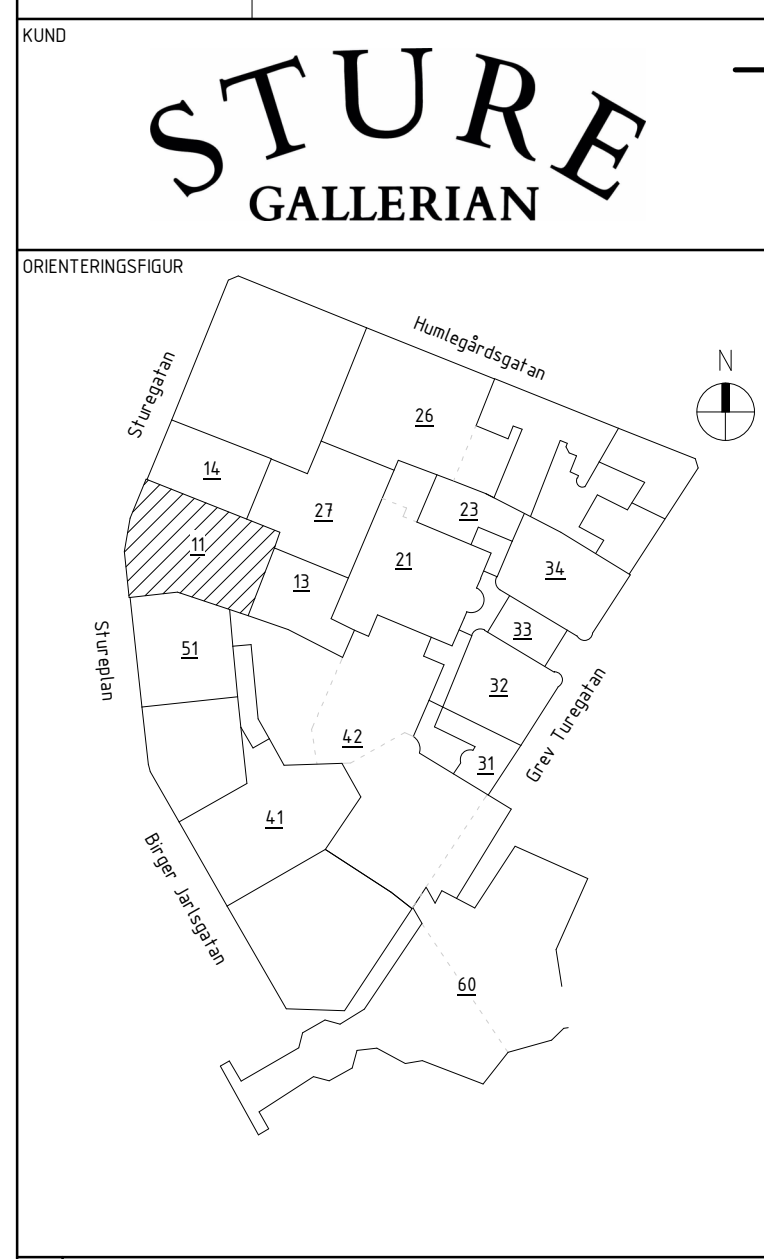 KUND
STURE
GALLERIAN
ORIENTERINGSFIGUR
Humlegårdsgatan
Sturegatan
N
26
14
27
23
11
21
34
13
33
51
32
Stureplan
42
31
Grev Turegatan
41
Birger Jarlsgatan
60